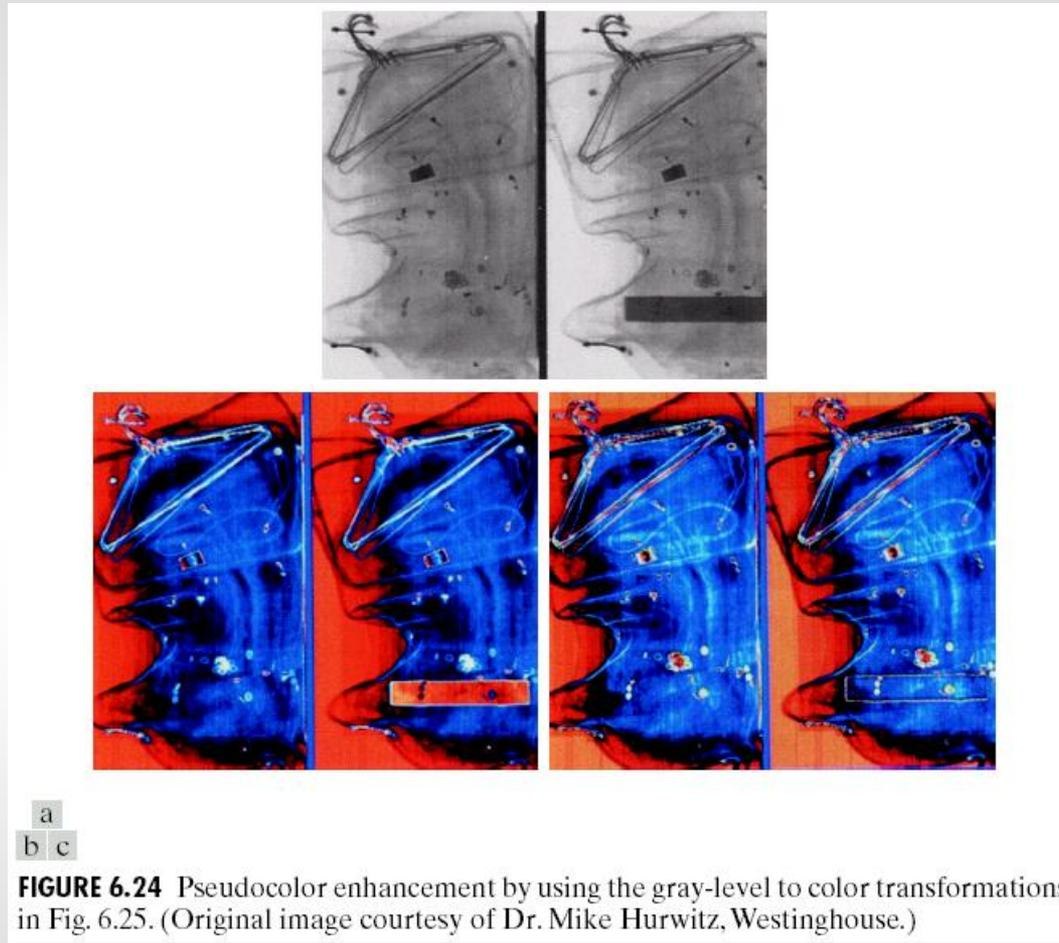 a
b c
FIGURE 6.24 Pseudocolor enhancement by using the gray-level to color transformations
in Fig. 6.25. (Original image courtesy of Dr. Mike Hurwitz, Westinghouse.)